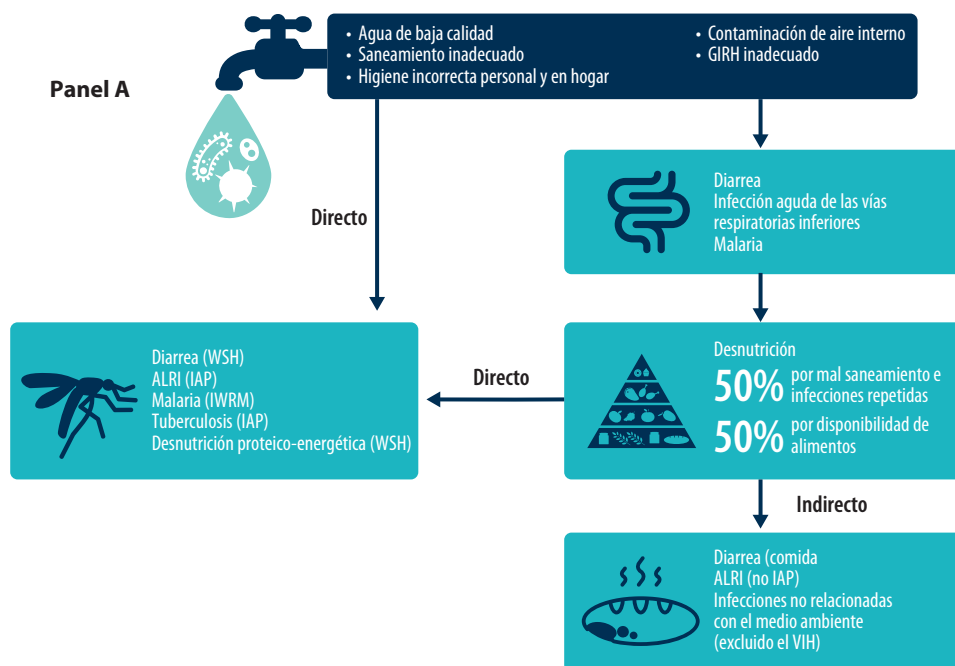 Panel A
• Agua de baja calidad
• Saneamiento inadecuado
• Higiene incorrecta personal y en hogar
• Contaminación de aire interno
• GIRH inadecuado
Directo
Diarrea
Infección aguda de las vías
respiratorias inferiores
Malaria
Diarrea (WSH)
ALRI (IAP)
Malaria (IWRM)
Tuberculosis (IAP)
Desnutrición proteico-energética (WSH)
Directo
Desnutrición
50% por mal saneamiento e
infecciones repetidas
50% por disponibilidad de
alimentos
Indirecto
Diarrea (comida
ALRI (no IAP)
Infecciones no relacionadas
con el medio ambiente
(excluido el VIH)